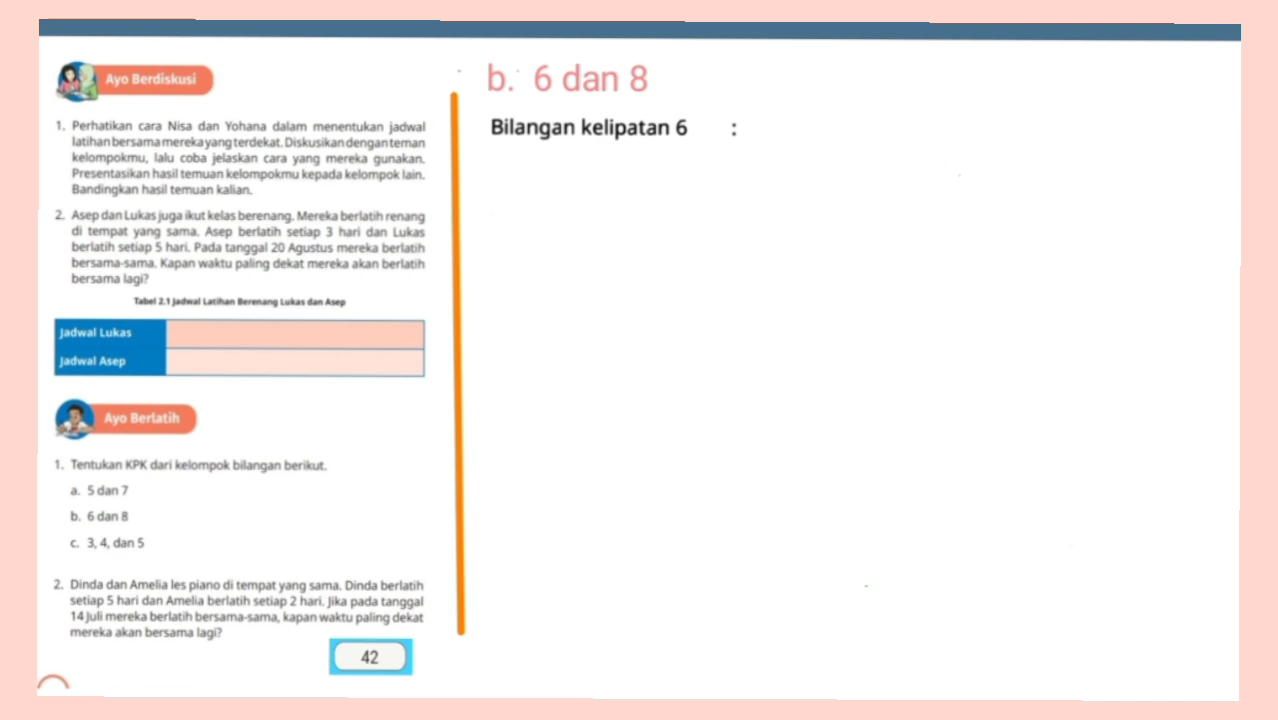 Ayo Berdiskusi
1. Perhatikan cara Nisa dan Yohana dalam menentukan jadwal
latihan bersama mereka yang terdekat. Diskusikan dengan teman
kelompokmu, lalu coba jelaskan cara yang mereka gunakan.
Presentasikan hasil temuan kelompokmu kepada kelompok lain.
Bandingkan hasil temuan kalian.
2. Asep dan Lukas juga ikut kelas berenang. Mereka berlatih renang
di tempat yang sama. Asep berlatih setiap 3 hari dan Lukas
berlatih setiap 5 hari. Pada tanggal 20 Agustus mereka berlatih
bersama-sama. Kapan waktu paling dekat mereka akan berlatih
bersama lagi?
Tabel 2.1 Jadwal Latihan Berenang Lukas dan Asep
Jadwal Lukas
Jadwal Asep
Ayo Berlatih
1. Tentukan KPK dari kelompok bilangan berikut.
a. 5 dan 7
b. 6 dan 8
c. 3, 4, dan 5
2. Dinda dan Amelia les piano di tempat yang sama. Dinda berlatih
setiap 5 hari dan Amelia berlatih setiap 2 hari. Jika pada tanggal
14 Juli mereka berlatih bersama-sama, kapan waktu paling dekat
mereka akan bersama lagi?
42
b. 6 dan 8
Bilangan kelipatan 6 :